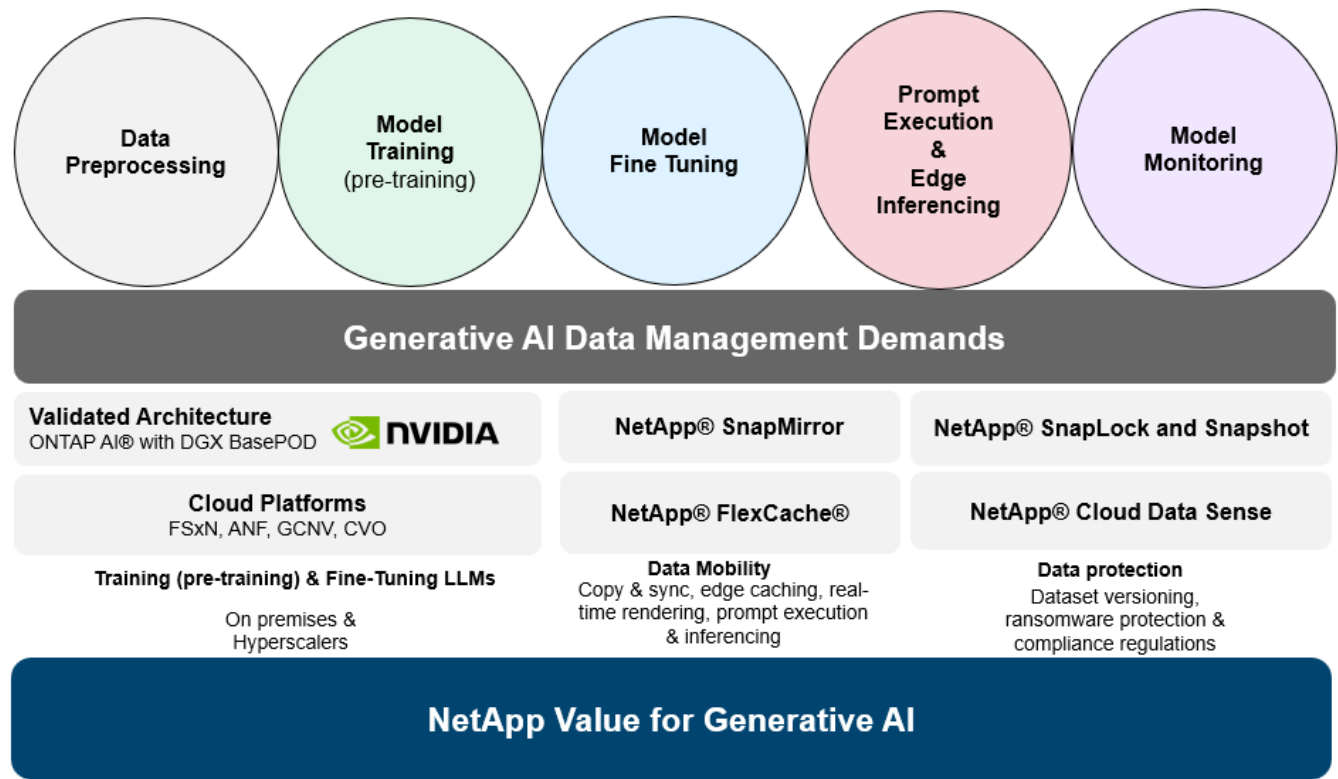 Data
Preprocessing
Model
Training
(pre-training)
Model
Fine Tuning
Prompt
Execution
&
Edge
Inferencing
Model
Monitoring
Generative AI Data Management Demands
Validated Architecture
ONTAP AI® with DGX BasePOD
NVIDIA
NetApp® SnapMirror
NetApp® SnapLock and Snapshot
Cloud Platforms
FSxN, ANF, GCNV, CVO
NetApp® FlexCache®
NetApp® Cloud Data Sense
Training (pre-training) & Fine-Tuning LLMs
On premises &
Hyperscalers
Data Mobility
Copy & sync, edge caching, real-
time rendering, prompt execution
& inferencing
Data protection
Dataset versioning,
ransomware protection &
compliance regulations
NetApp Value for Generative AI